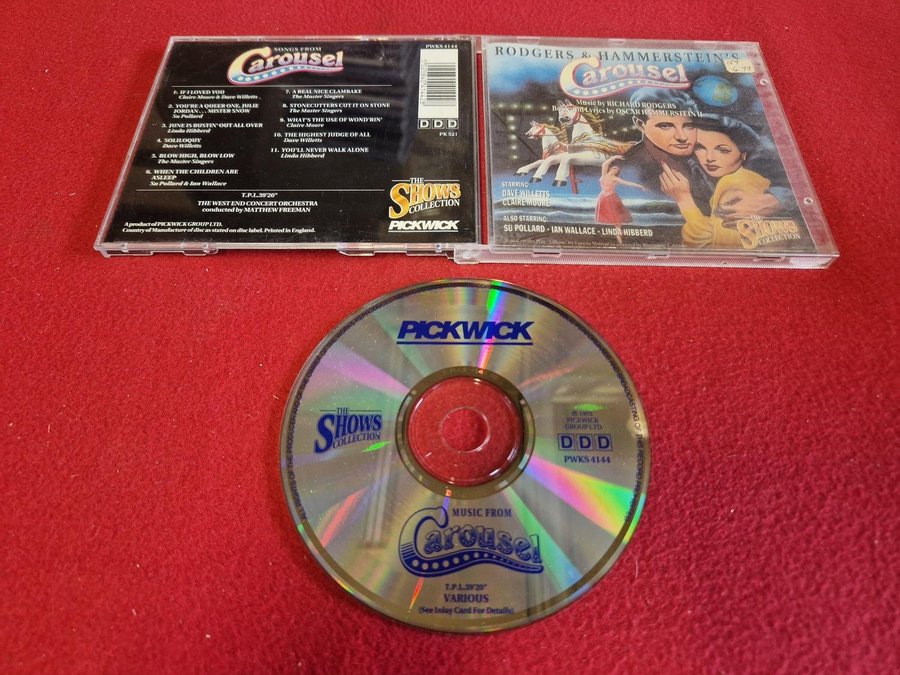 SONGS FROM
Carousel
PWKS 4144
1. IF I LOVED YOU
Claire Moore & Dave Willetts
2. YOU'RE A QUEER ONE, JULIE
JORDAN . . . MISTER SNOW
Su Pollard
3. JUNE IS BUSTIN' OUT ALL OVER
Linda Hibberd
4. SOLILOQUY
Dave Willetts
5. BLOW HIGH, BLOW LOW
The Master Singers
6. WHEN THE CHILDREN ARE
ASLEEP
Su Pollard & Ian Wallace
7. A REAL NICE CLAMBAKE
The Master Singers
8. STONECUTTERS CUT IT ON STONE
The Master Singers
9. WHAT'S THE USE OF WOND'RIN'
Claire Moore
10. THE HIGHEST JUDGE OF ALL
Dave Willetts
11. YOU'LL NEVER WALK ALONE
Linda Hibberd
DDD
PK 521
T.P.L.39'20"
THE WEST END CONCERT ORCHESTRA
conducted by MATTHEW FREEMAN
A product of PICKWICK GROUP LTD.
Country of Manufacture of disc as stated on disc label. Printed in England.
THE
SHOWS
COLLECTION
PICKWICK
RODGERS & HAMMERSTEIN'S
Carousel
Music by RICHARD RODGERS
Book and Lyrics by OSCAR HAMMERSTEIN II
STARRING:
DAVE WILLETTS
CLAIRE MOORE
ALSO STARRING:
SU POLLARD · IAN WALLACE · LINDA HIBBERD
THE
SHOWS
COLLECTION
PICKWICK
THE
SHOWS
COLLECTION
PICKWICK
GROUP LTD
DDD
PWKS 4144
MUSIC FROM
Carousel
T.P.L.39'20"
VARIOUS
(See Inlay Card For Details)